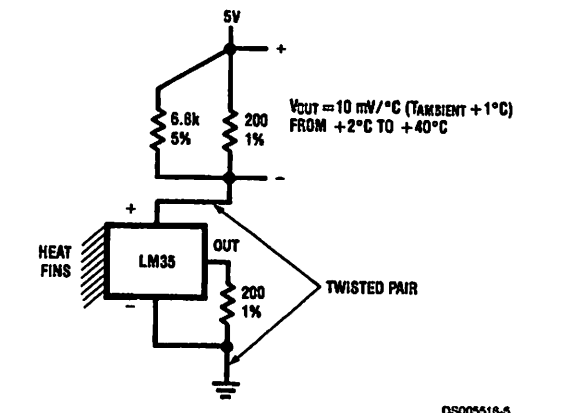 5V
+
6.8k
5%
200
1%
VOUT = 10 mV/°C (TAMBIENT + 1°C)
FROM +2°C TO +40°C
−
+
HEAT
FINS
LM35
OUT
−
200
1%
TWISTED PAIR
DS005516-5